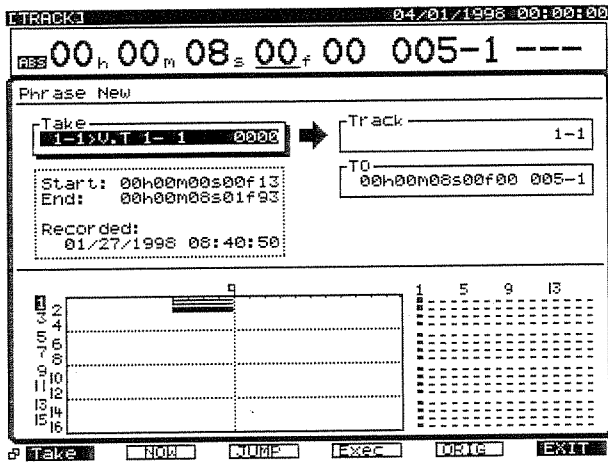 [TRACK] 04/01/1998 00:00:00
ABS 00h 00m 08s 00f 00 005-1 ---
Phrase New
Take
1-1>V.T 1- 1 0000
Track
1-1
Start: 00h00m00s00f13
End: 00h00m08s01f93
Recorded:
01/27/1998 08:40:50
TO
00h00m08s00f00 005-1
1 5 9 13
1
2
3
4
5
6
7
8
9
10
11
12
13
14
15
16
Take NOW JUMP Exec ORIG EXIT